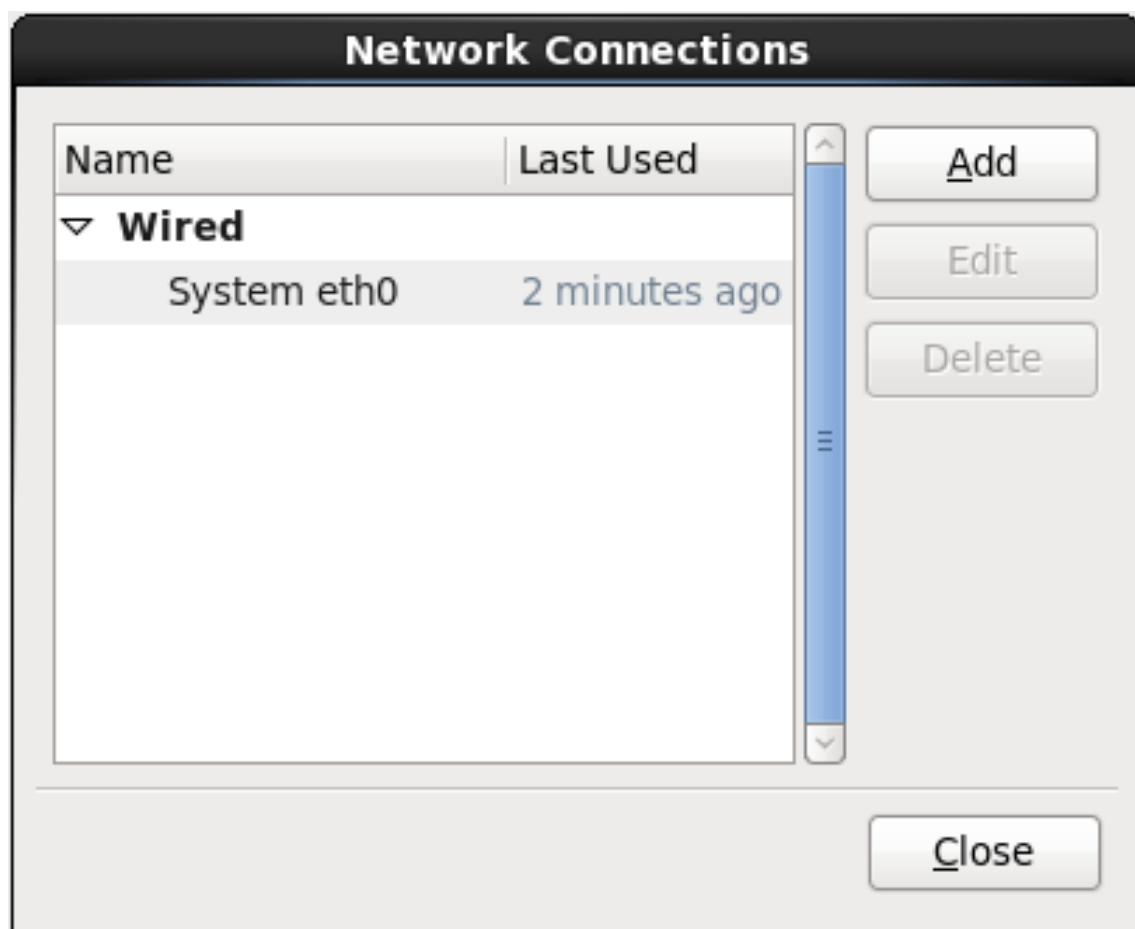 Network Connections
Name Last Used Add
Wired
Edit
System eth0 2 minutes ago
Delete
Close